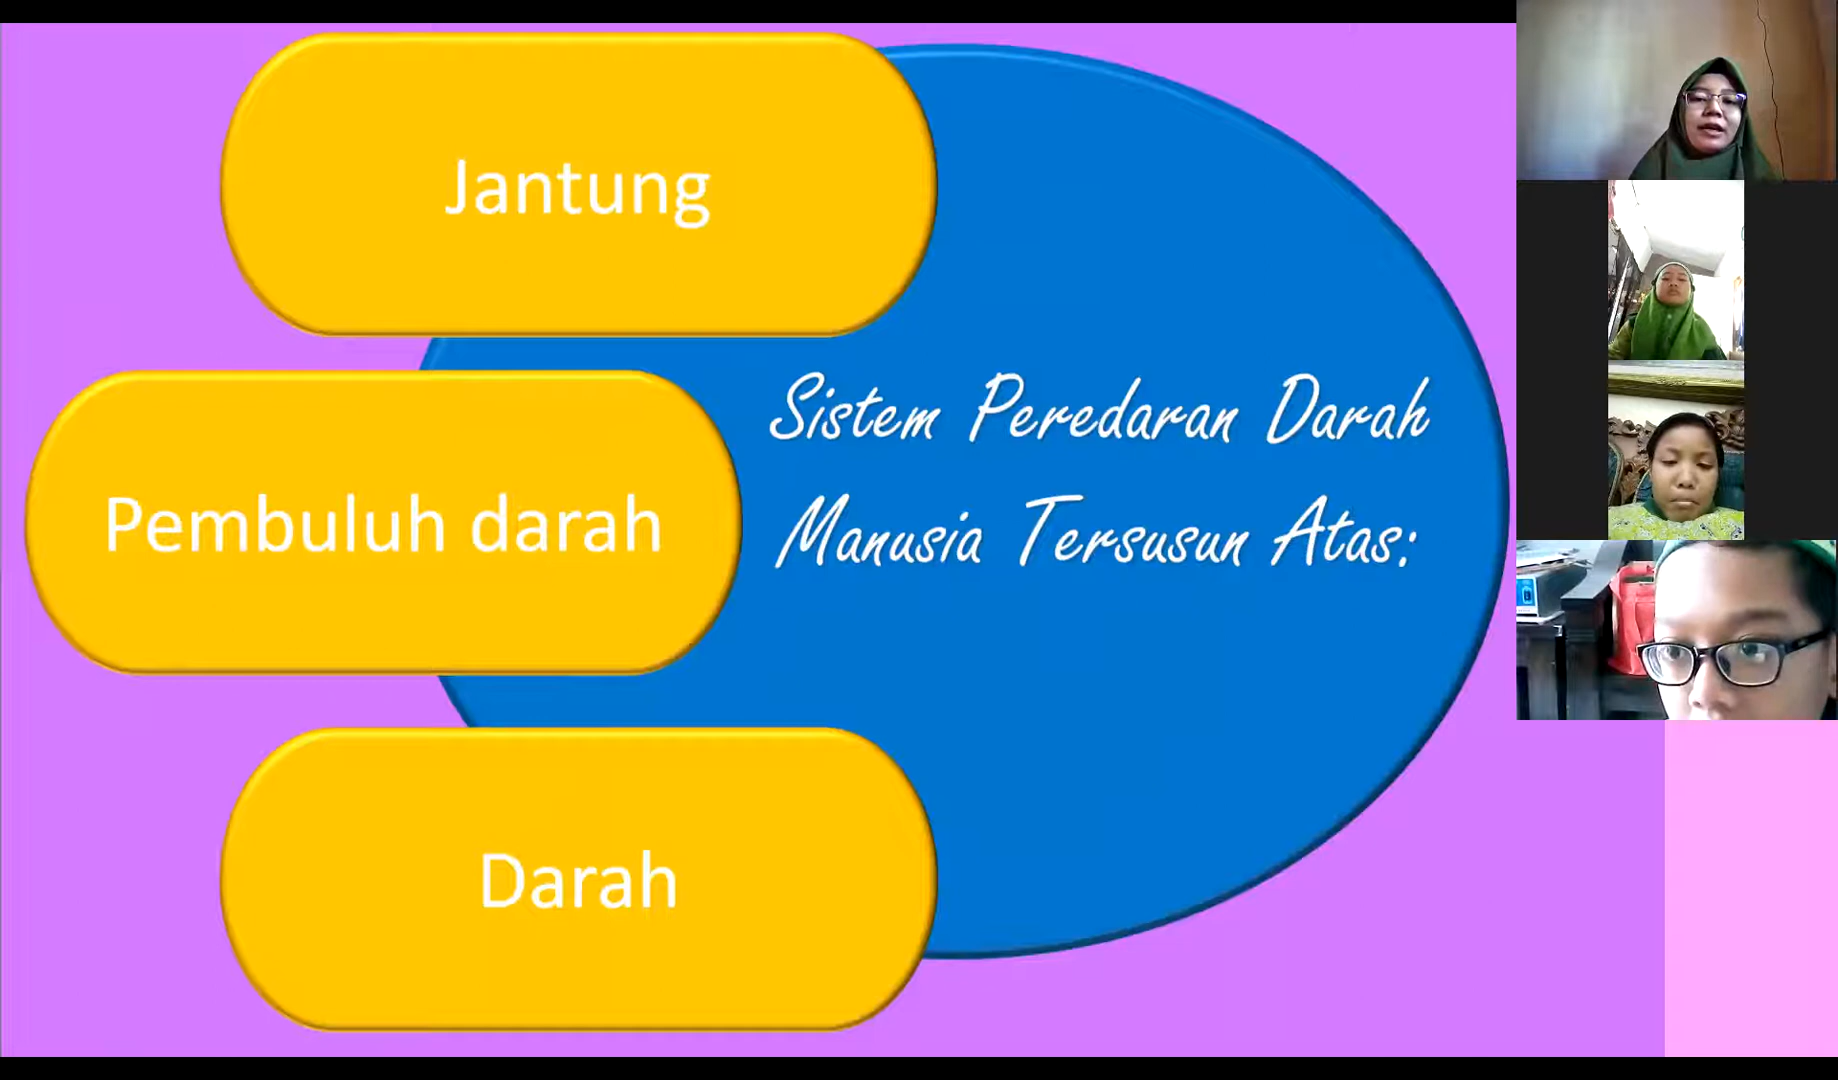 Jantung
Pembuluh darah
Darah
Sistem Peredaran Darah
Manusia Tersusun Atas: